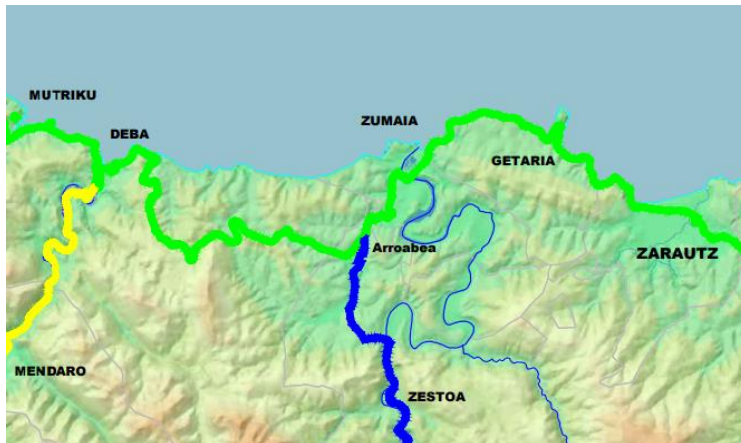 MUTRIKU
DEBA
ZUMAIA
GETARIA
Arroabea
ZARAUTZ
MENDARO
ZESTOA